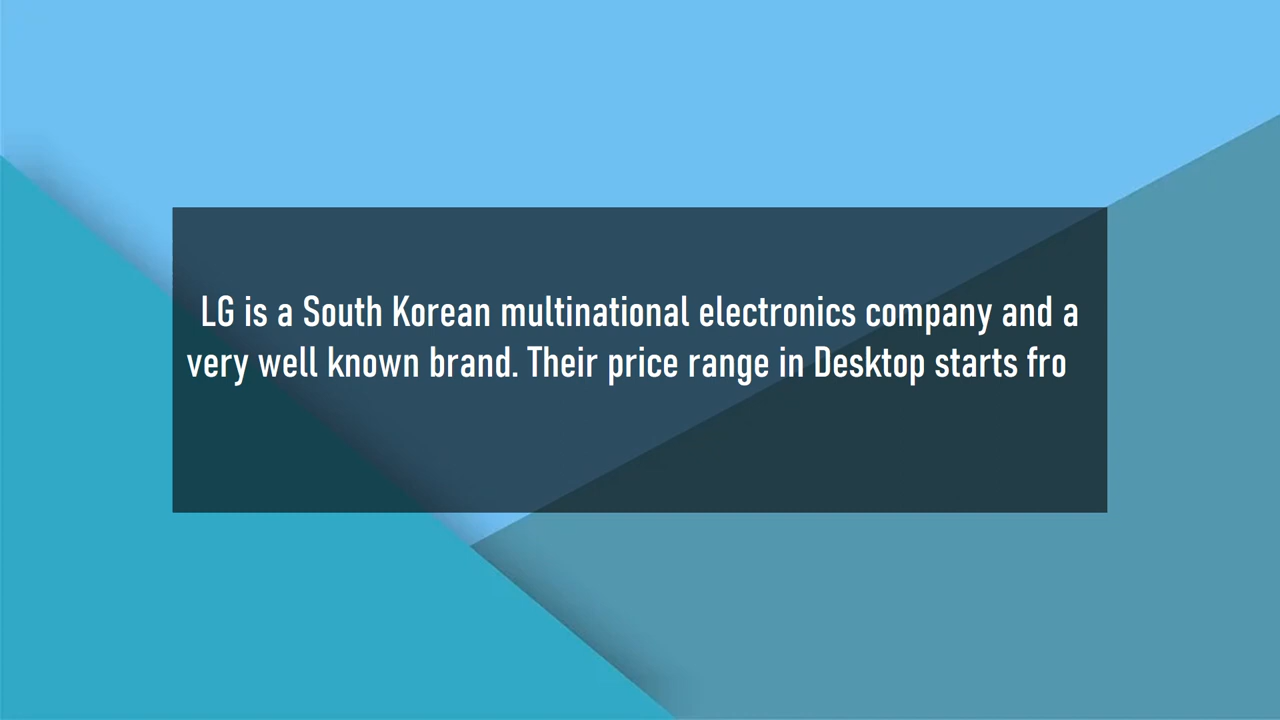 LG is a South Korean multinational electronics company and a
very well known brand. Their price range in Desktop starts fro